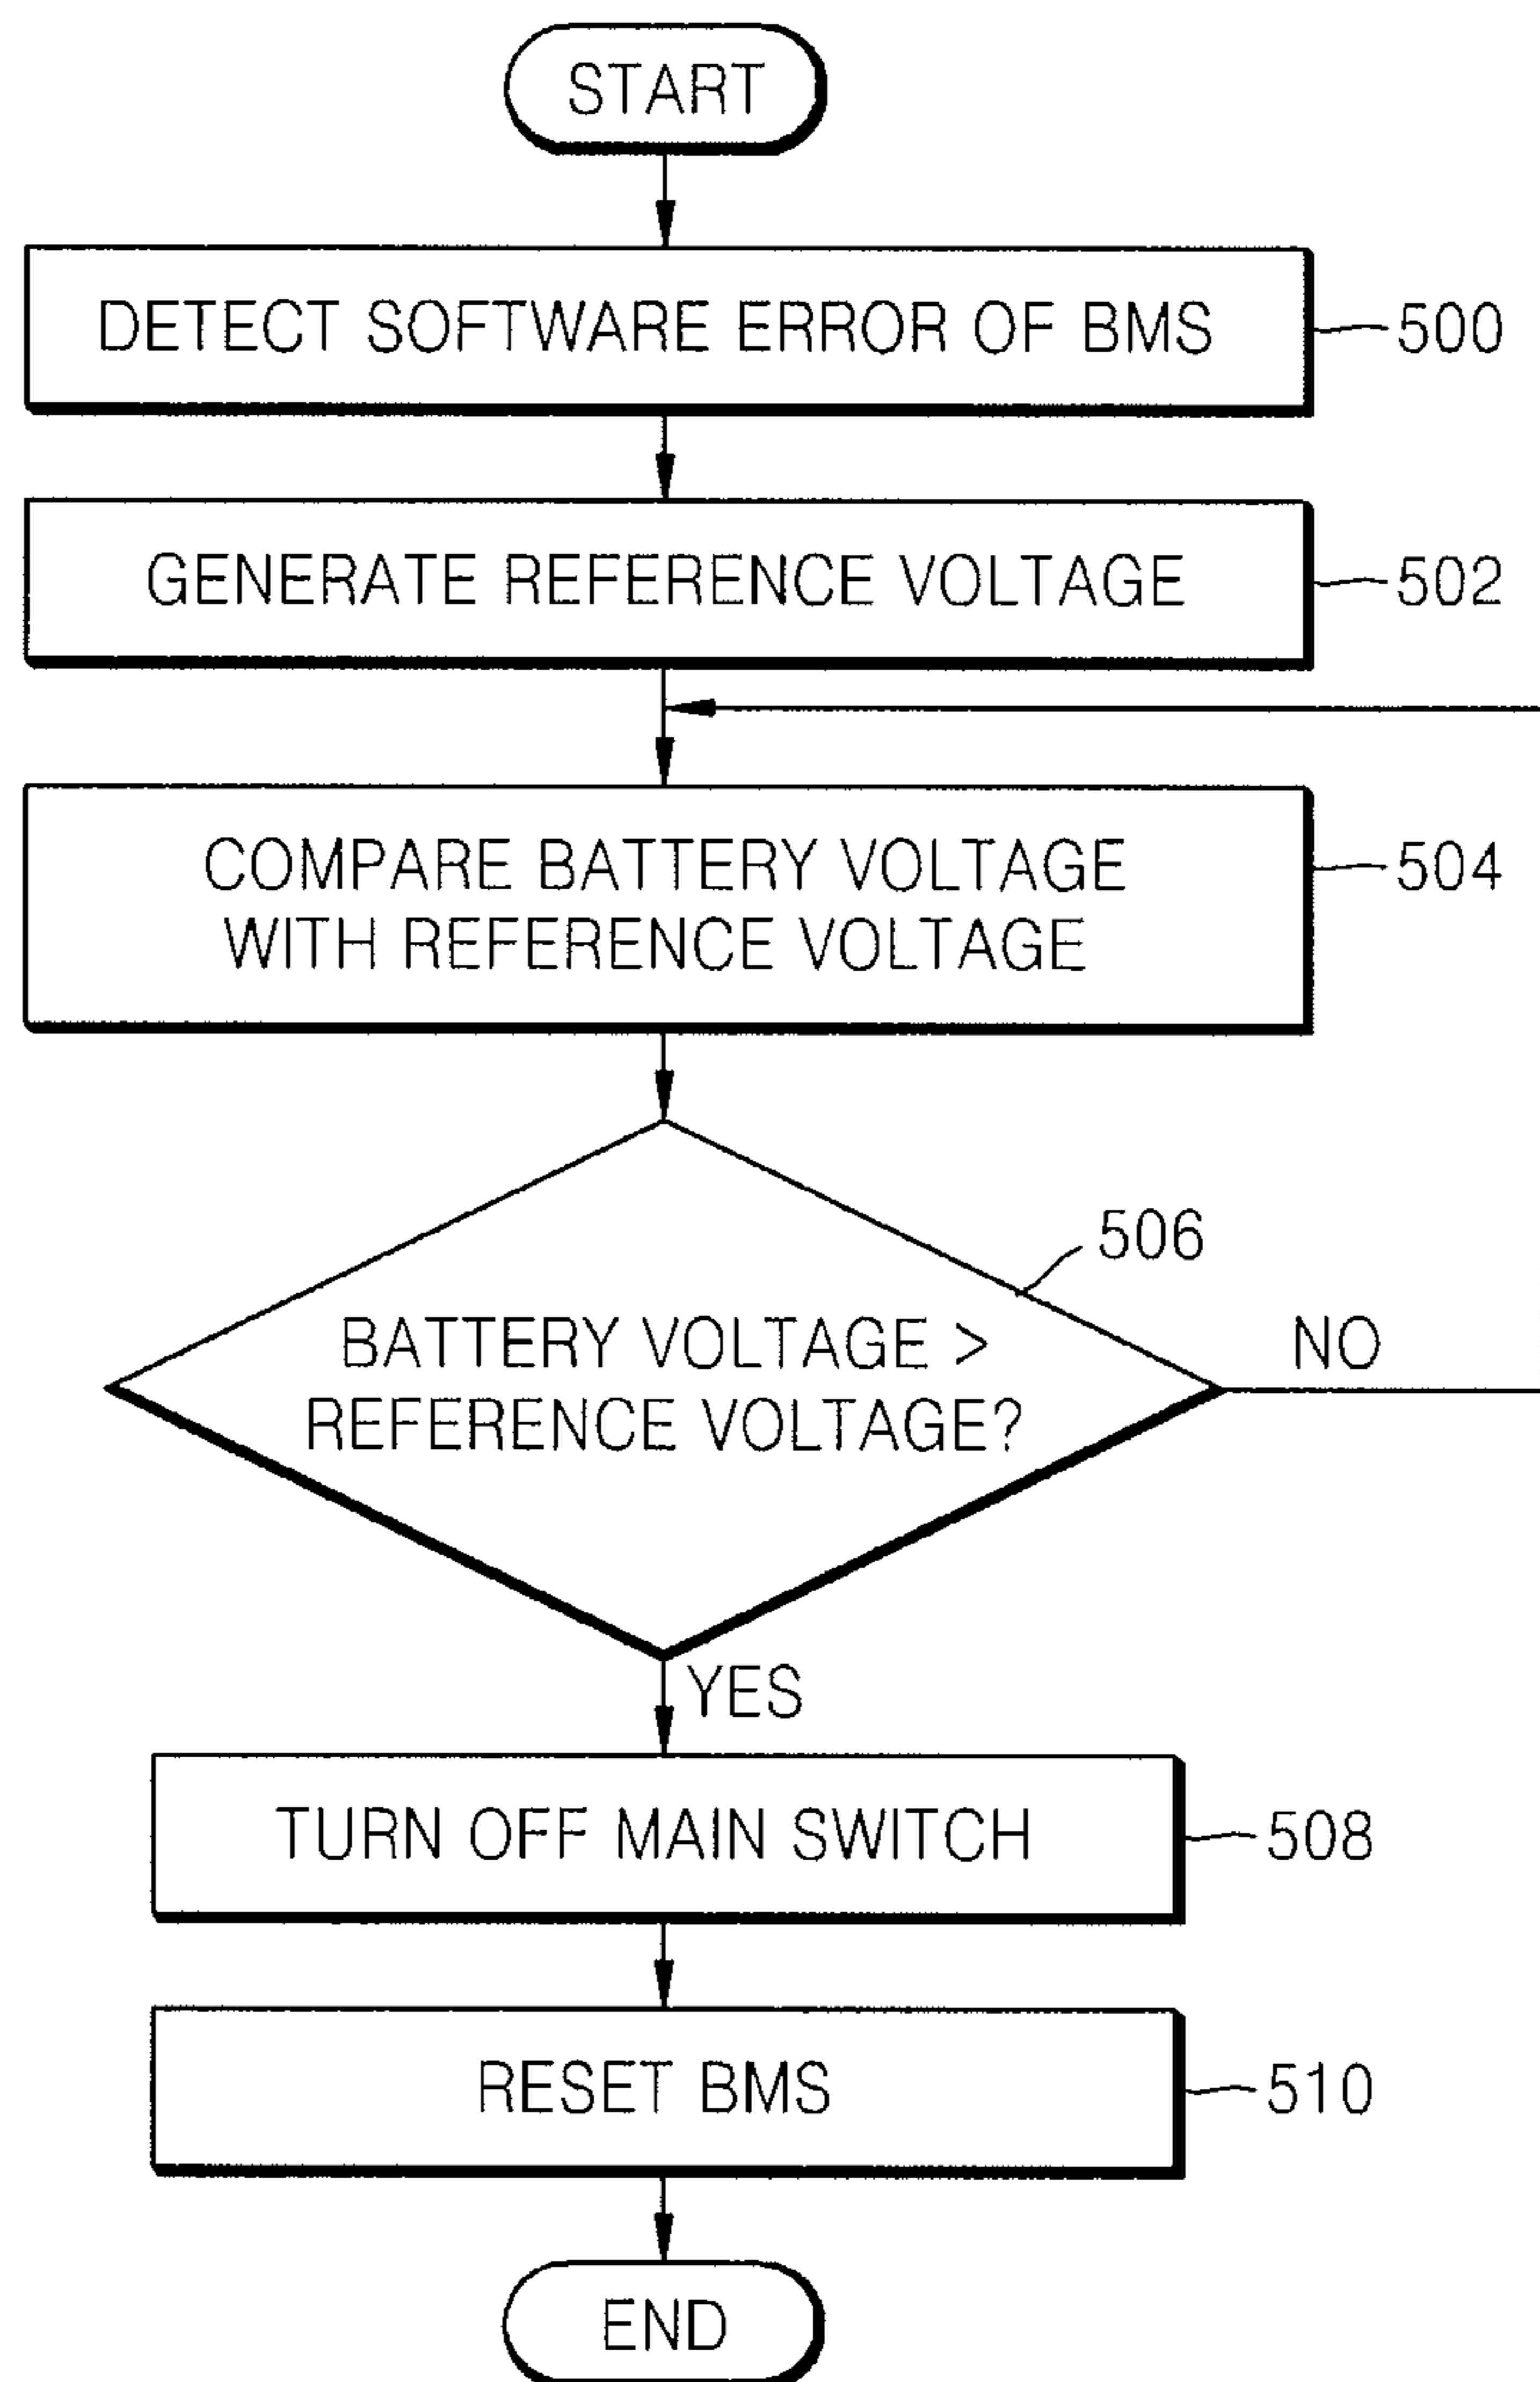 START
DETECT SOFTWARE ERROR OF BMS
500
GENERATE REFERENCE VOLTAGE
502
COMPARE BATTERY VOLTAGE
WITH REFERENCE VOLTAGE
504
506
BATTERY VOLTAGE >
REFERENCE VOLTAGE?
NO
YES
TURN OFF MAIN SWITCH
508
RESET BMS
510
END